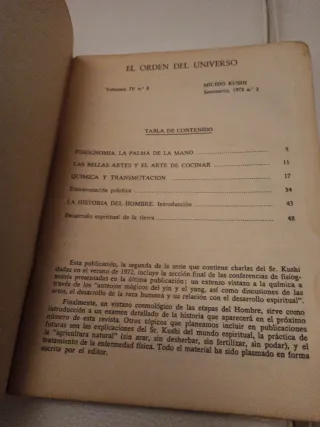 EL ORDEN DEL UNIVERSO
Volumen IV n.º 8
MICHIO KUSHI
Seminario, 1973 n.º 2
TABLA DE CONTENIDO
FISIOGNOMIA. LA PALMA DE LA MANO 5
LAS BELLAS ARTES Y EL ARTE DE COCINAR 11
QUIMICA Y TRANSMUTACION 17
Experimentación práctica 34
LA HISTORIA DEL HOMBRE. Introducción 43
Desarrollo espiritual de la tierra 48
Esta publicación, la segunda de la serie que contiene charlas del Sr. Kushi
dadas en el verano de 1972, incluye la sección final de las conferencias de fisiog-
nomía presentadas en la última publicación; un extenso vistazo a la química a
través de los "anteojos mágicos del yin y el yang, así como discusiones de las
artes, el desarrollo de la raza humana y su relación con el desarrollo espiritual".
Finalmente, un vistazo cosmológico de las etapas del Hombre, sirve como
introducción a un examen detallado de la historia que aparecerá en el próximo
número de esta revista. Otros tópicos que planeamos incluir en publicaciones
futuras son las explicaciones del Sr. Kushi del mundo espiritual, la práctica de
la "agricultura natural" (sin arar, sin desherbar, sin fertilizar, sin podar), y el
tratamiento de la enfermedad física. Todo el material ha sido plasmado en forma
escrita por el editor.